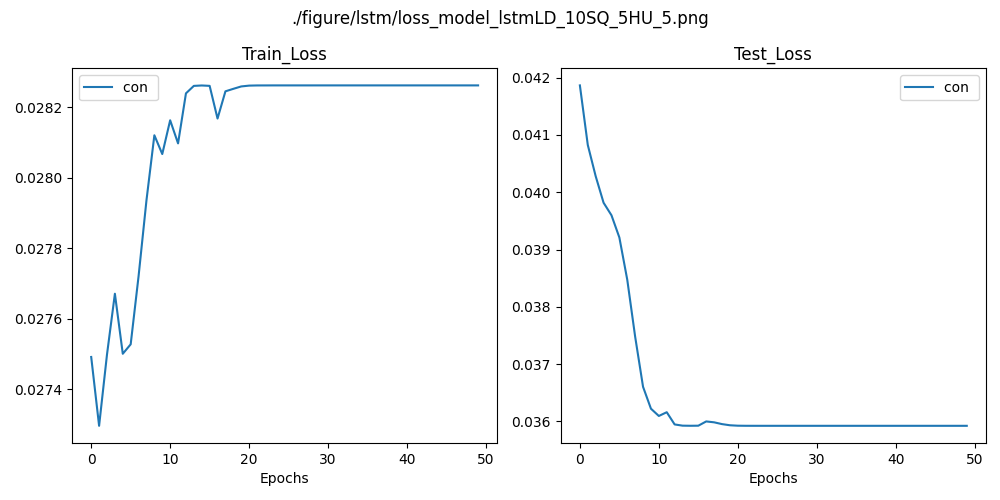 ./figure/lstm/loss_model_lstmLD_10SQ_5HU_5.png
Train_Loss
con
0.0282
0.0280
0.0278
0.0276
0.0274
0 10 20 30 40 50
Epochs
Test_Loss
con
0.042
0.041
0.040
0.039
0.038
0.037
0.036
0 10 20 30 40 50
Epochs